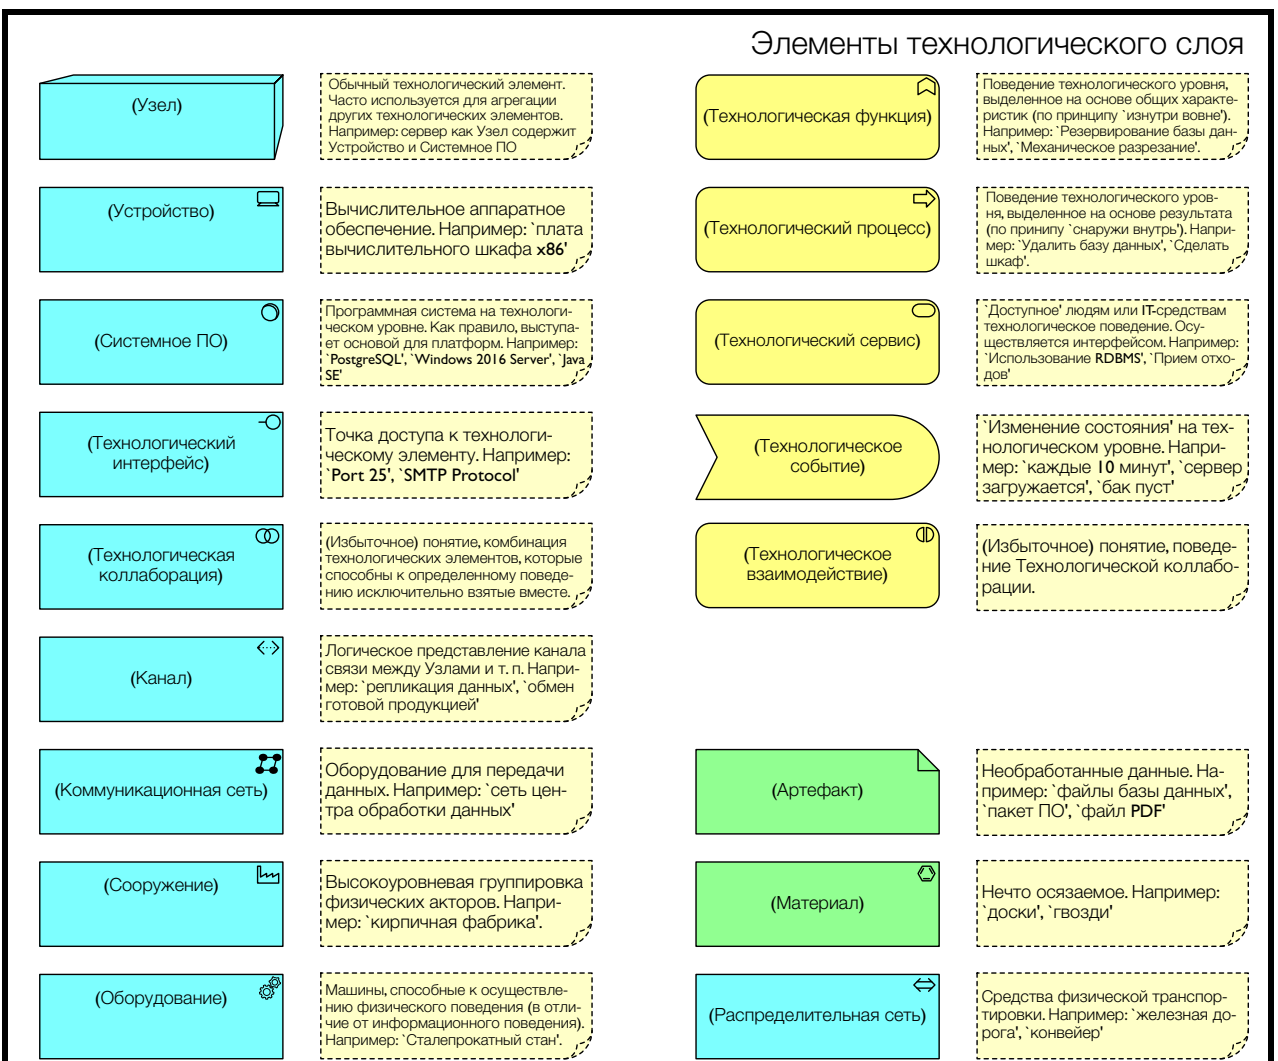 Элементы технологического слоя
(Узел)
Обычный технологический элемент.
Часто используется для агрегации
других технологических элементов.
Например: сервер как Узел содержит
Устройство и Системное ПО
(Технологическая функция)
Поведение технологического уровня,
выделенное на основе общих характе-
ристик (по принципу `изнутри вовне').
Например: `Резервирование базы дан-
ных', `Механическое разрезание'.
(Устройство)
Вычислительное аппаратное
обеспечение. Например: `плата
вычислительного шкафа x86'
(Технологический процесс)
Поведение технологического уров-
ня, выделенное на основе результата
(по принипу `снаружи внутрь'). Напри-
мер: `Удалить базу данных', `Сделать
шкаф'.
(Системное ПО)
Программная система на технологи-
ческом уровне. Как правило, выступа-
ет основой для платформ. Например:
`PostgreSQL', `Windows 2016 Server', `Java
SE'
(Технологический сервис)
`Доступное' людям или IT-средствам
технологическое поведение. Осу-
ществляется интерфейсом. Например:
`Использование RDBMS', `Прием отхо-
дов'
(Технологический
интерфейс)
Точка доступа к технологи-
ческому элементу. Например:
`Port 25', `SMTP Protocol'
(Технологическое
событие)
`Изменение состояния' на тех-
нологическом уровне. Напри-
мер: `каждые 10 минут', `сервер
загружается', `бак пуст'
(Технологическая
коллаборация)
(Избыточное) понятие, комбинация
технологических элементов, которые
способны к определенному поведе-
нию исключительно взятые вместе.
(Технологическое
взаимодействие)
(Избыточное) понятие, поведе-
ние Технологической коллабо-
рации.
(Канал)
Логическое представление канала
связи между Узлами и т. п. Напри-
мер: `репликация данных', `обмен
готовой продукцией'
(Коммуникационная сеть)
Оборудование для передачи
данных. Например: `сеть цен-
тра обработки данных'
(Артефакт)
Необработанные данные. На-
пример: `файлы базы данных',
`пакет ПО', `файл PDF'
(Сооружение)
Высокоуровневая группировка
физических акторов. Напри-
мер: `кирпичная фабрика'.
(Материал)
Нечто осязаемое. Например:
`доски', `гвозди'
(Оборудование)
Машины, способные к осуществле-
нию физического поведения (в отли-
чие от информационного поведения).
Например: `Сталепрокатный стан'.
(Распределительная сеть)
Средства физической транспор-
тировки. Например: `железная до-
рога', `конвейер'